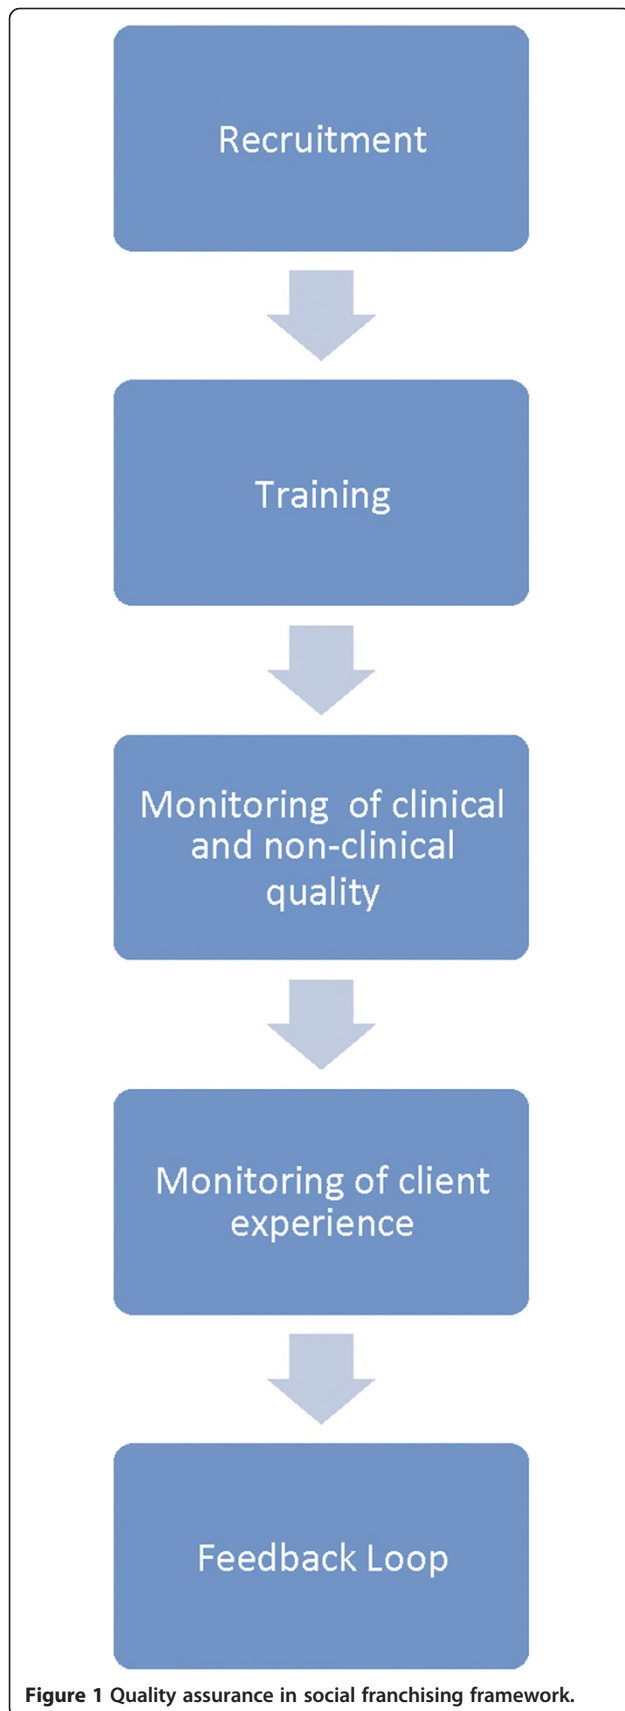 Recruitment
Training
Monitoring of clinical
and non-clinical
quality
Monitoring of client
experience
Feedback Loop
Figure 1 Quality assurance in social franchising framework.